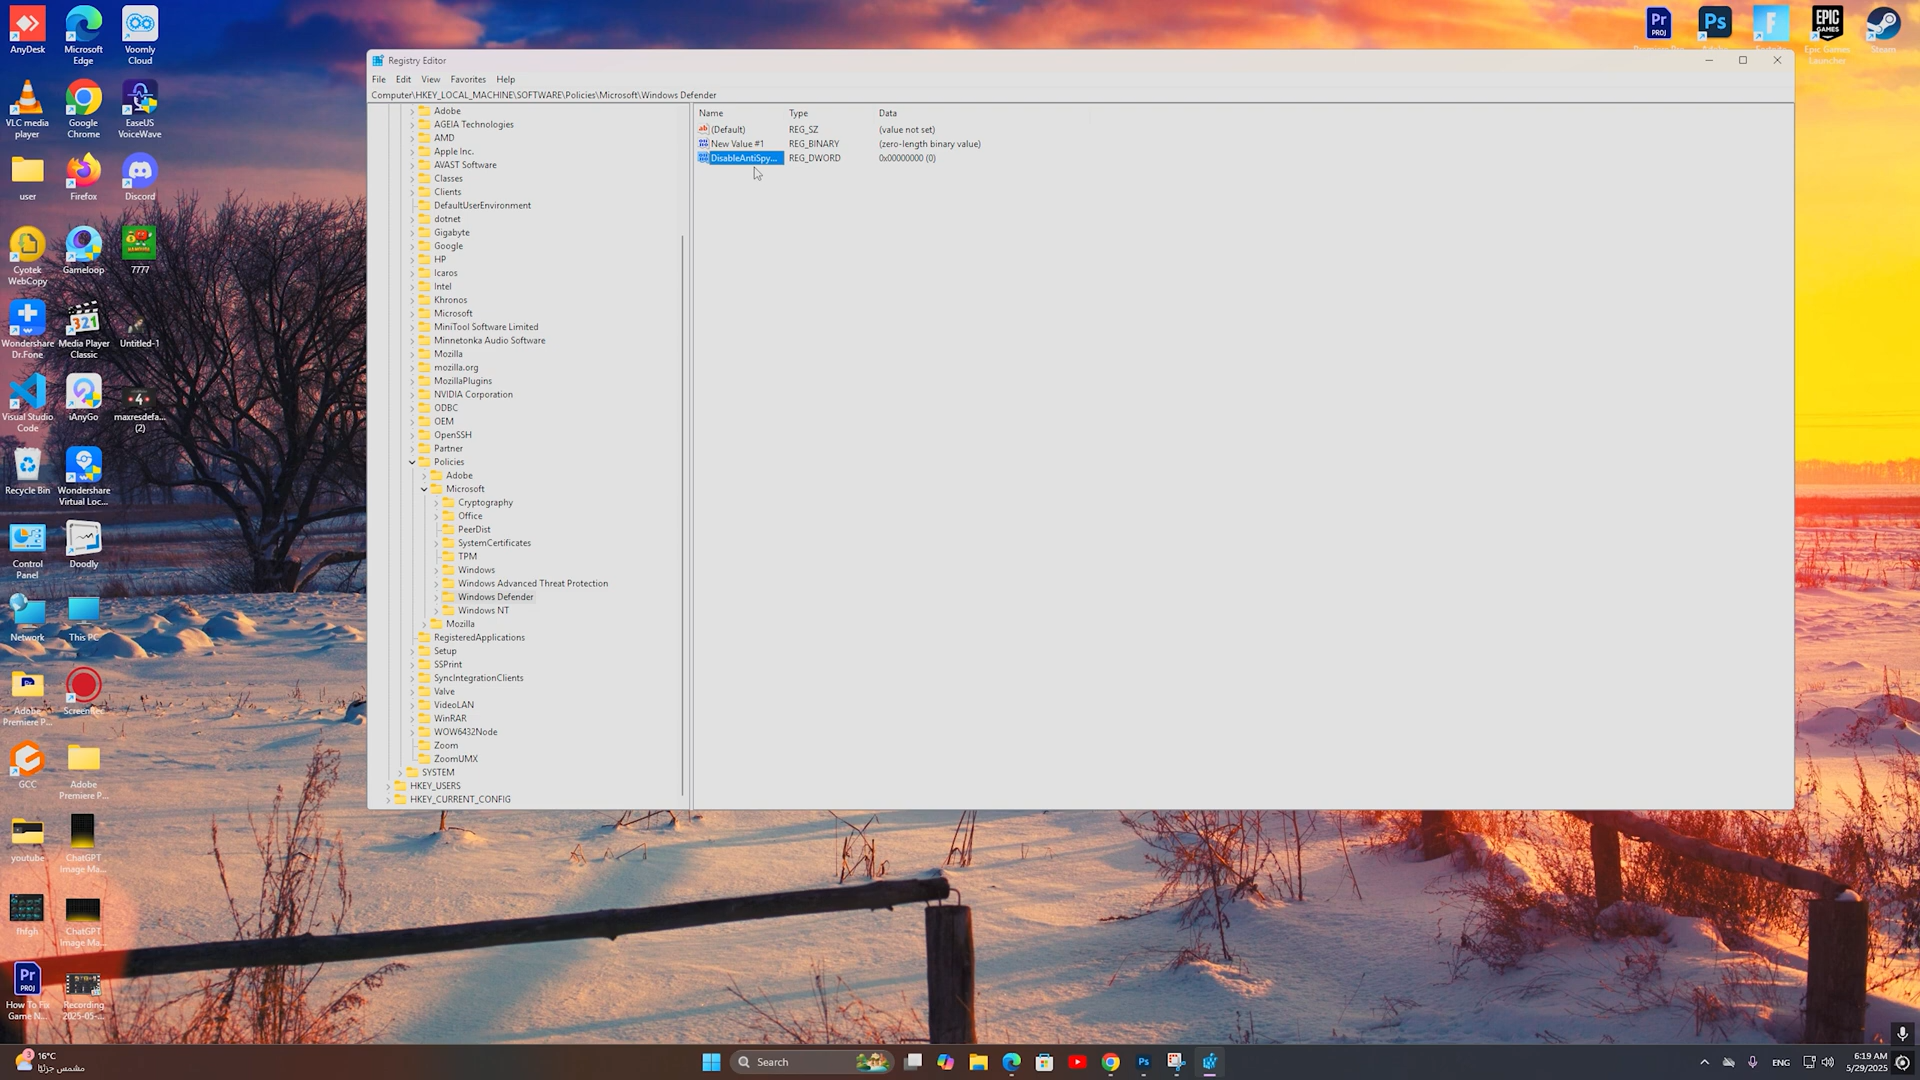 AnyDesk
Microsoft
Edge
Voomly
Cloud
VLC media
player
Google
Chrome
EaseUS
VoiceWave
user
Firefox
Discord
Cyotek
WebCopy
Gameloop
7777
Wondershare
Dr.Fone
Media Player
Classic
Untitled-1
Visual Studio
Code
iAnyGo
maxresdefa...
(2)
Recycle Bin
Wondershare
Virtual Loc...
Control
Panel
Doodly
Network
This PC
Adobe
Premiere P...
GCC
Adobe
Premiere P...
youtube
ChatGPT
Image Ma...
fhfgh
ChatGPT
Image Ma...
How To Fix
Game N...
Recording
2025-05-...
Epic Games
Launcher
Steam
Registry Editor
File Edit View Favorites Help
Computer\HKEY_LOCAL_MACHINE\SOFTWARE\Policies\Microsoft\Windows Defender
Adobe
AGEIA Technologies
AMD
Apple Inc.
AVAST Software
Classes
Clients
DefaultUserEnvironment
dotnet
Gigabyte
Google
HP
Icaros
Intel
Khronos
Microsoft
MiniTool Software Limited
Minnetonka Audio Software
Mozilla
mozilla.org
MozillaPlugins
NVIDIA Corporation
ODBC
OEM
OpenSSH
Partner
Policies
Adobe
Microsoft
Cryptography
Office
PeerDist
SystemCertificates
TPM
Windows
Windows Advanced Threat Protection
Windows Defender
Windows NT
Mozilla
RegisteredApplications
Setup
SSPrint
SyncIntegrationClients
Valve
VideoLAN
WinRAR
WOW6432Node
Zoom
ZoomUMX
SYSTEM
HKEY_USERS
HKEY_CURRENT_CONFIG
Name Type Data
(Default) REG_SZ (value not set)
New Value #1 REG_BINARY (zero-length binary value)
DisableAntiSpy... REG_DWORD 0x00000000 (0)
16°C
مشمس جزئيًا
Search
ENG
6:19 AM
5/29/2025